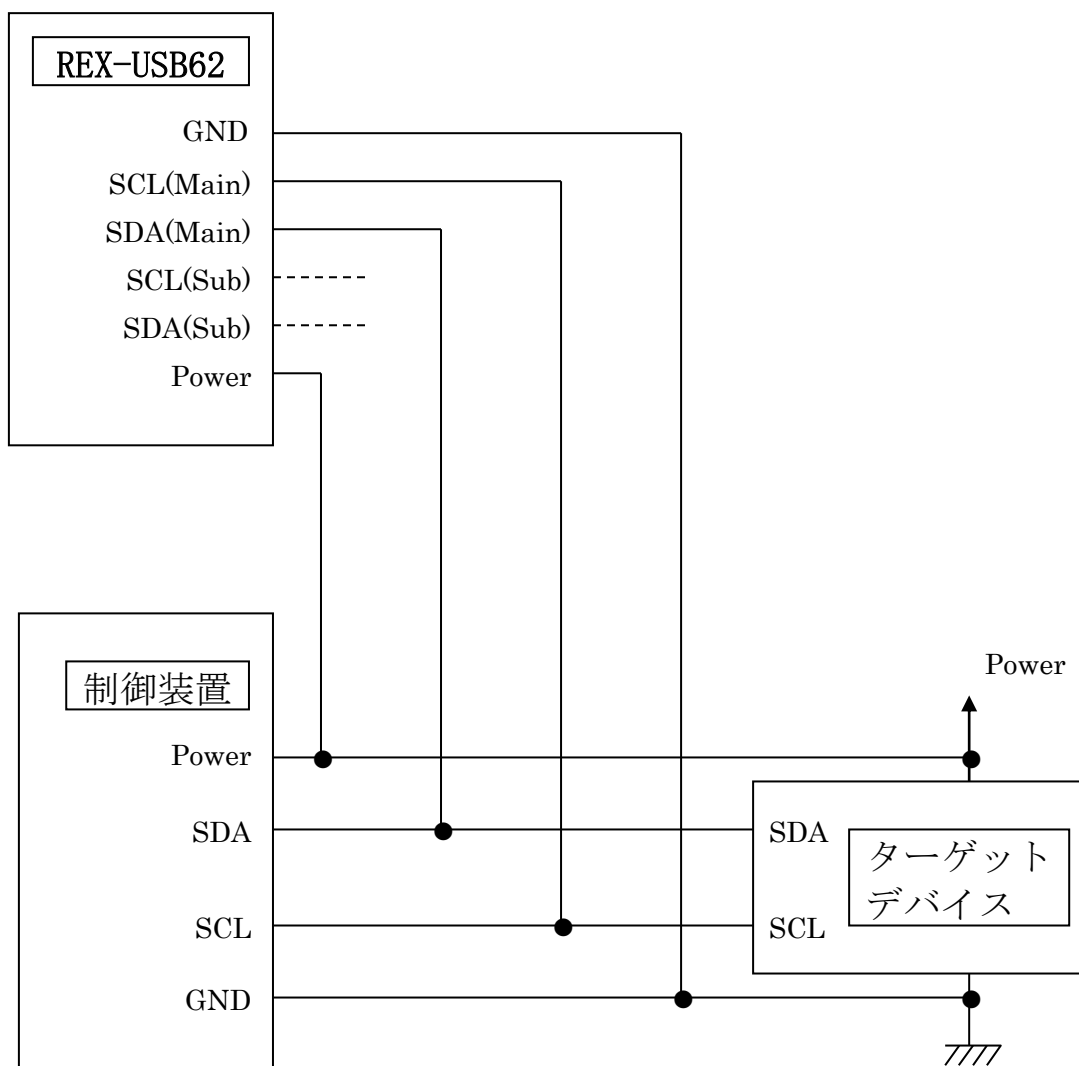 REX-USB62
GND
SCL(Main)
SDA(Main)
SCL(Sub)
SDA(Sub)
Power
制御装置
Power
SDA
SCL
GND
Power
SDA
SCL
ターゲット
デバイス